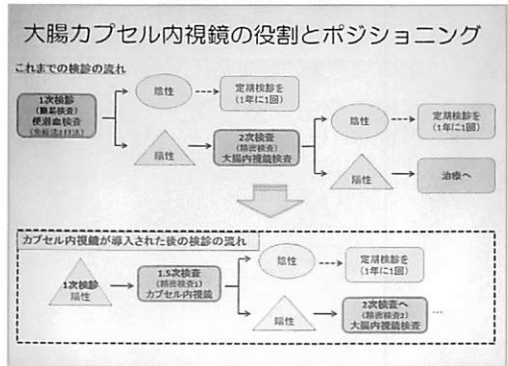 大腸カプセル内視鏡の役割とポジショニング
これまでの検診の流れ
1次検診
(簡易検査)
便潜血検査
(免疫法2日法)
陰性
定期検診を
(1年に1回)
陽性
2次検査
(精密検査)
大腸内視鏡検査
陰性
定期検診を
(1年に1回)
陽性
治療へ
カプセル内視鏡が導入された後の検診の流れ
1次検診
陽性
1.5次検査
(精密検査1)
カプセル内視鏡
陰性
定期検診を
(1年に1回)
陽性
2次検査へ
(精密検査2)
大腸内視鏡検査
…